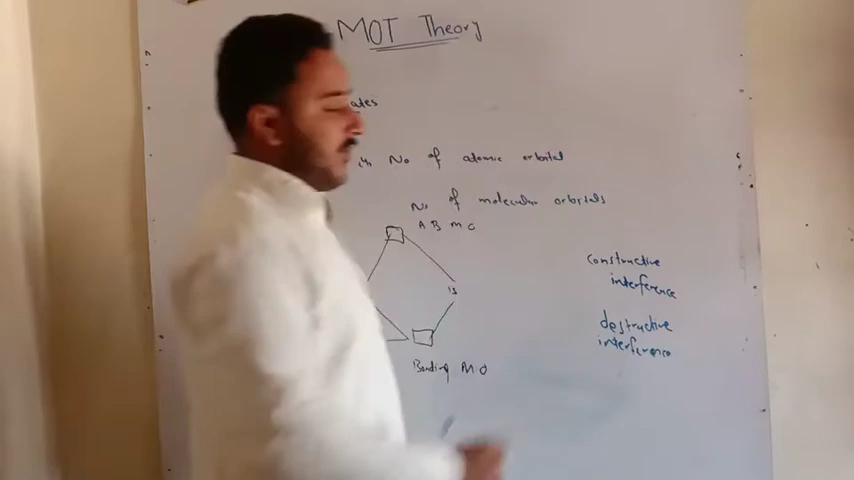 MOT Theory
ates
No of atomic orbital
No of molecular orbitals
A B M O
constructive
interference
1s
destructive
interference
Bonding M O